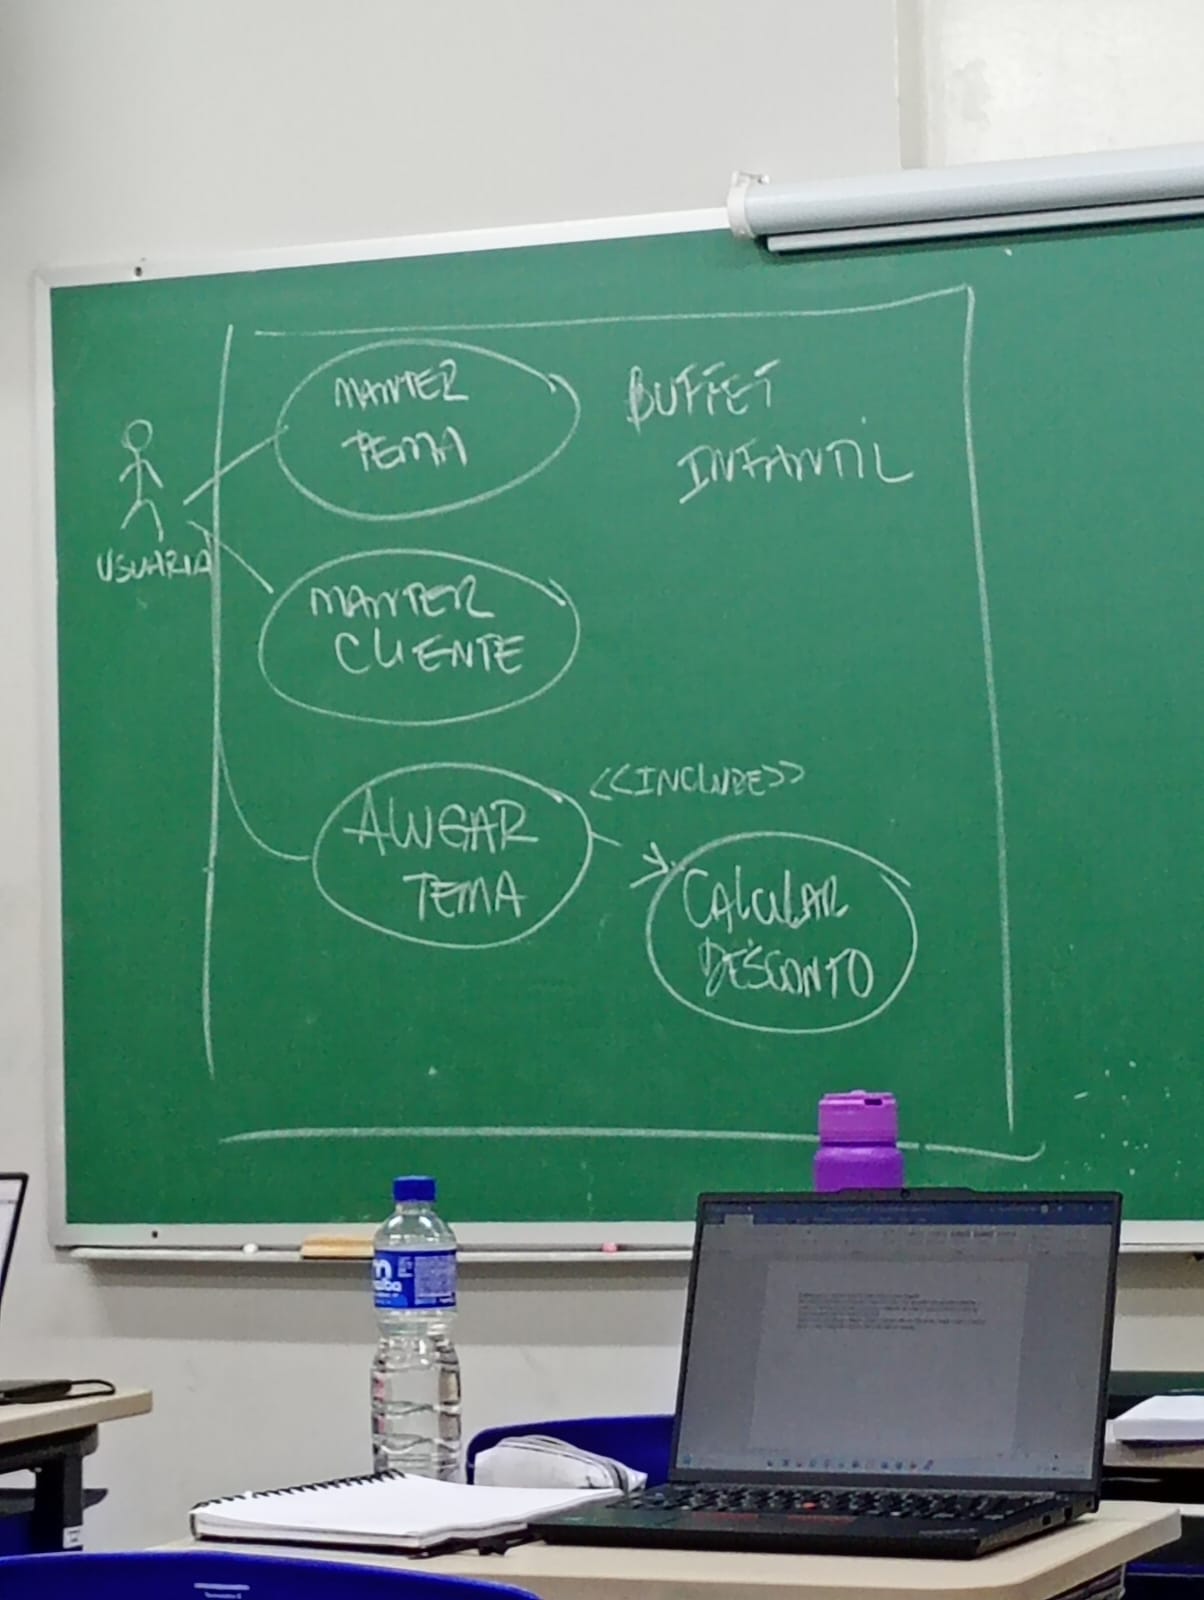 MANTER
TEMA
BUFFET
INFANTIL
USUARIA
MANTER
CLIENTE
<<INCLUDE>>
ALUGAR
TEMA
CALCULAR
DESCONTO